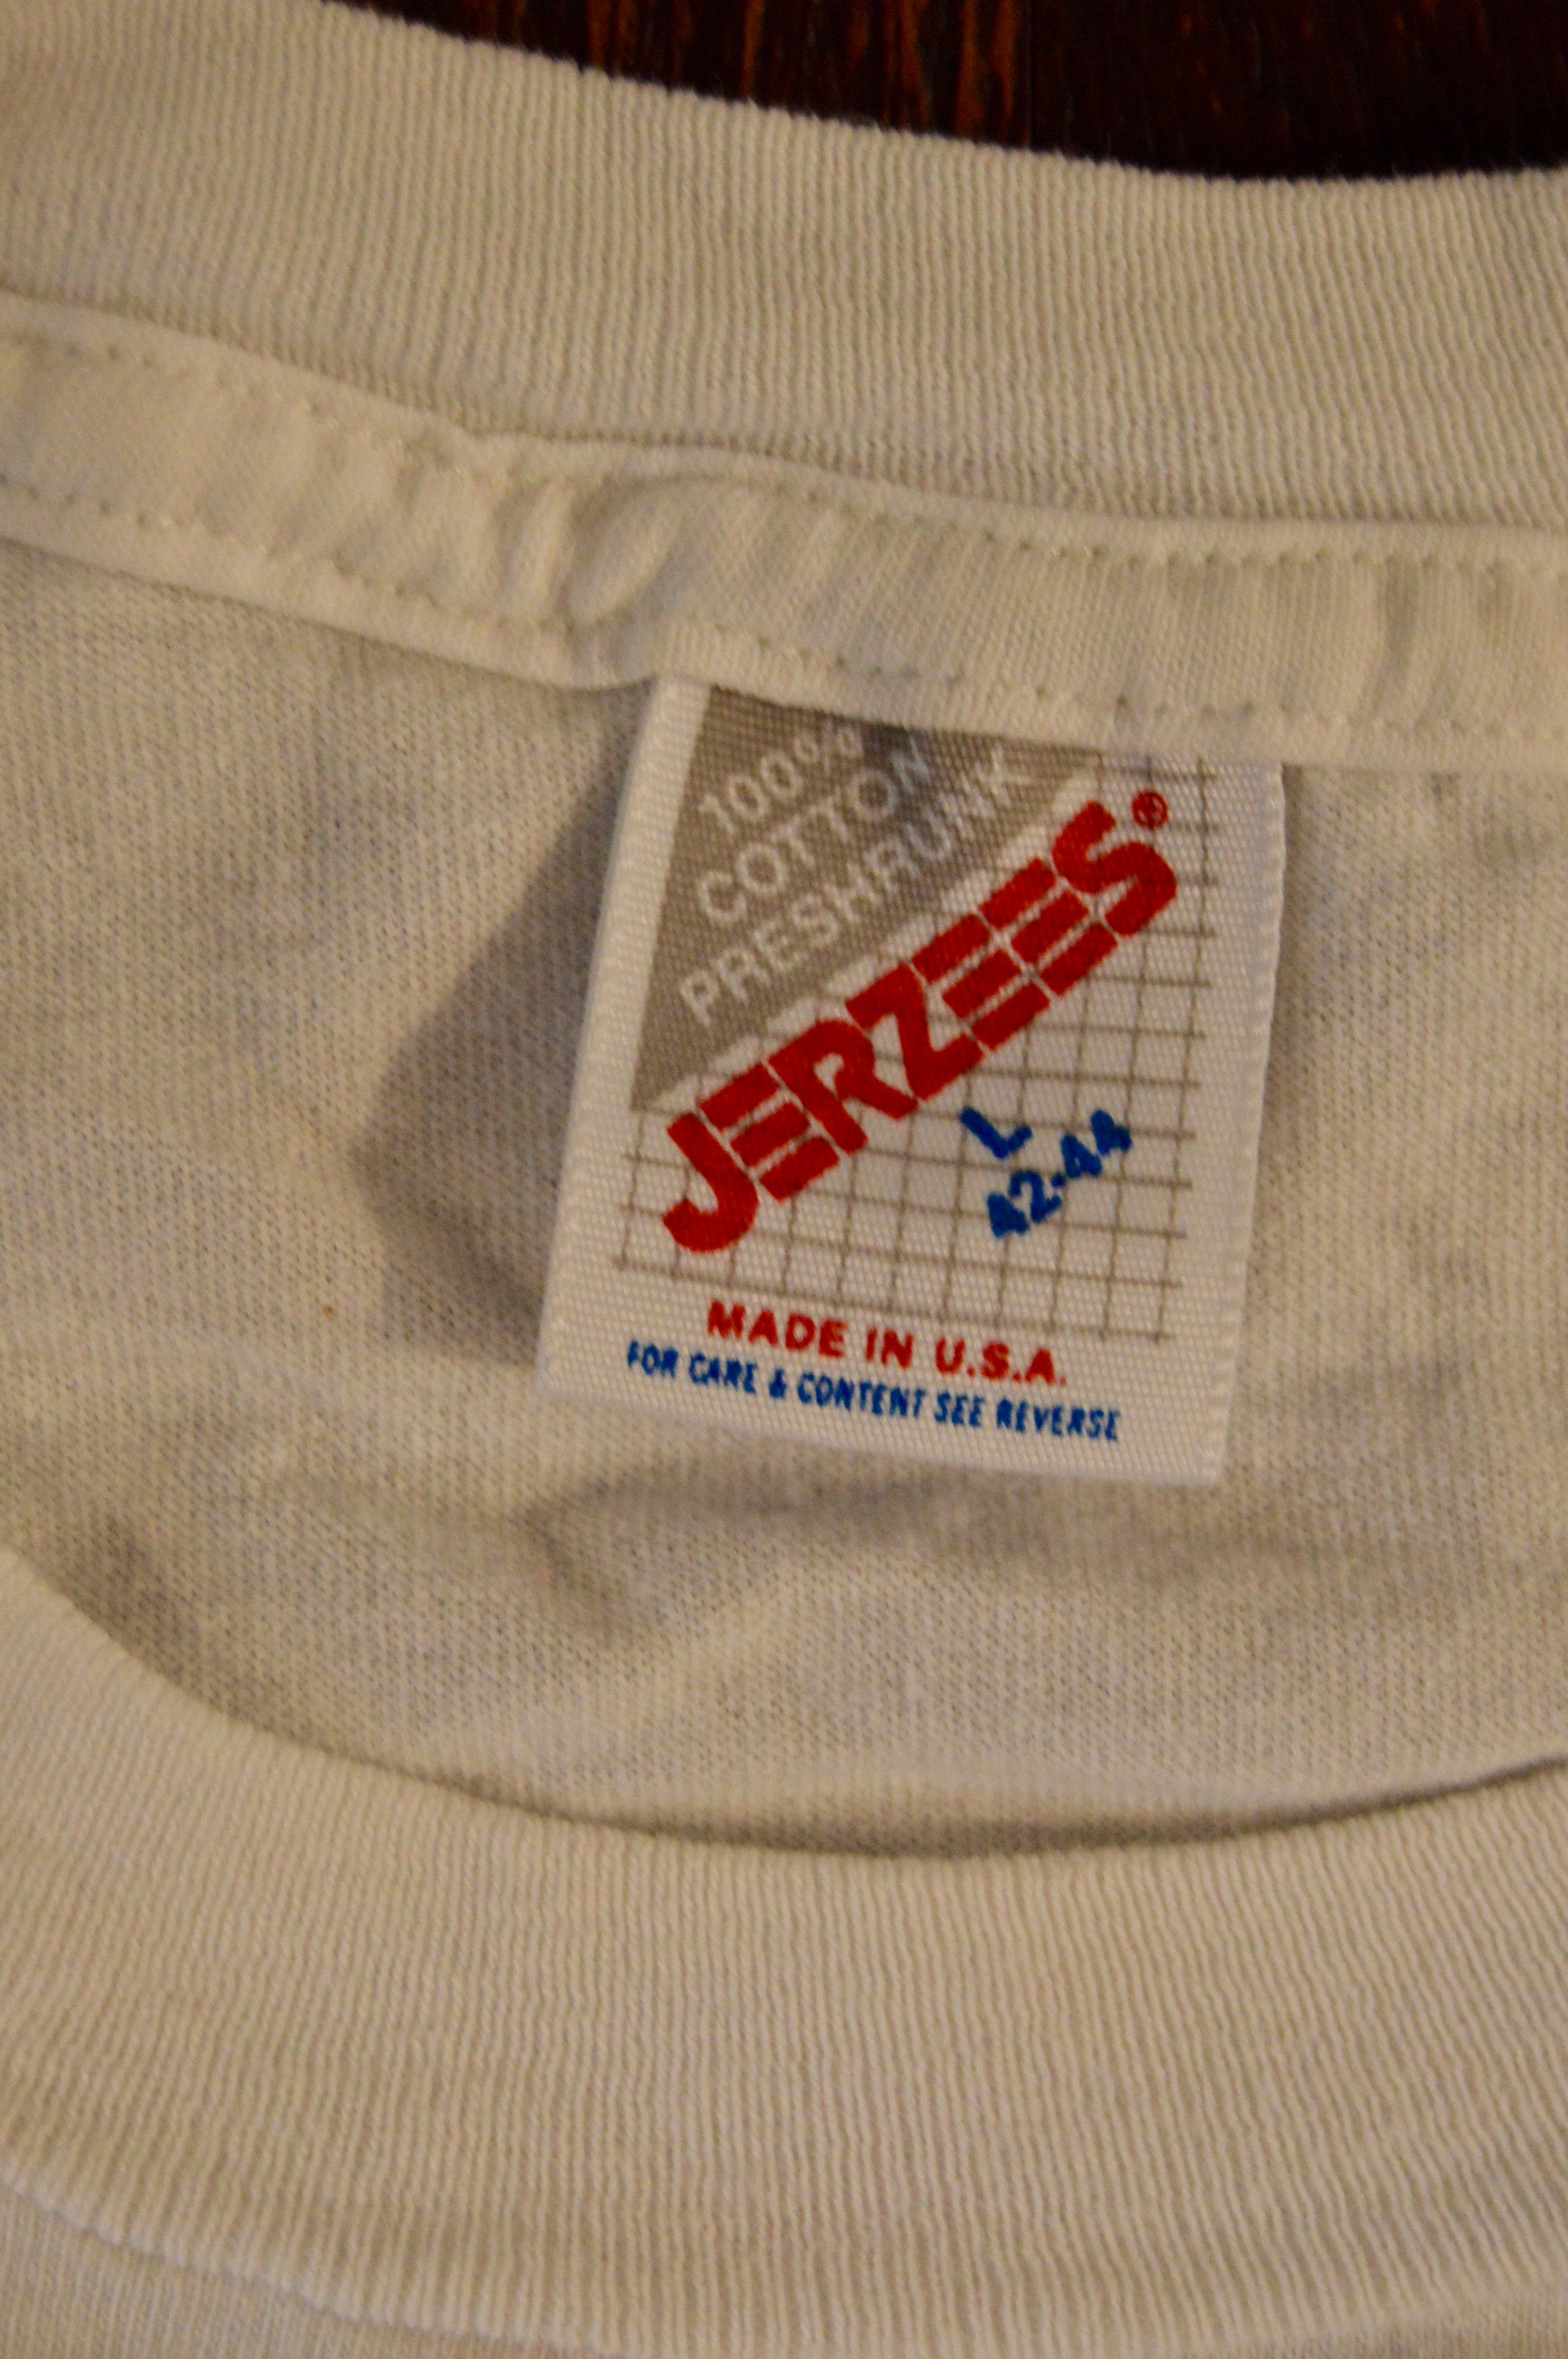 100%
COTTON
PRESHRUNK
JERZEES®
L
42-44
MADE IN U.S.A.
FOR CARE & CONTENT SEE REVERSE